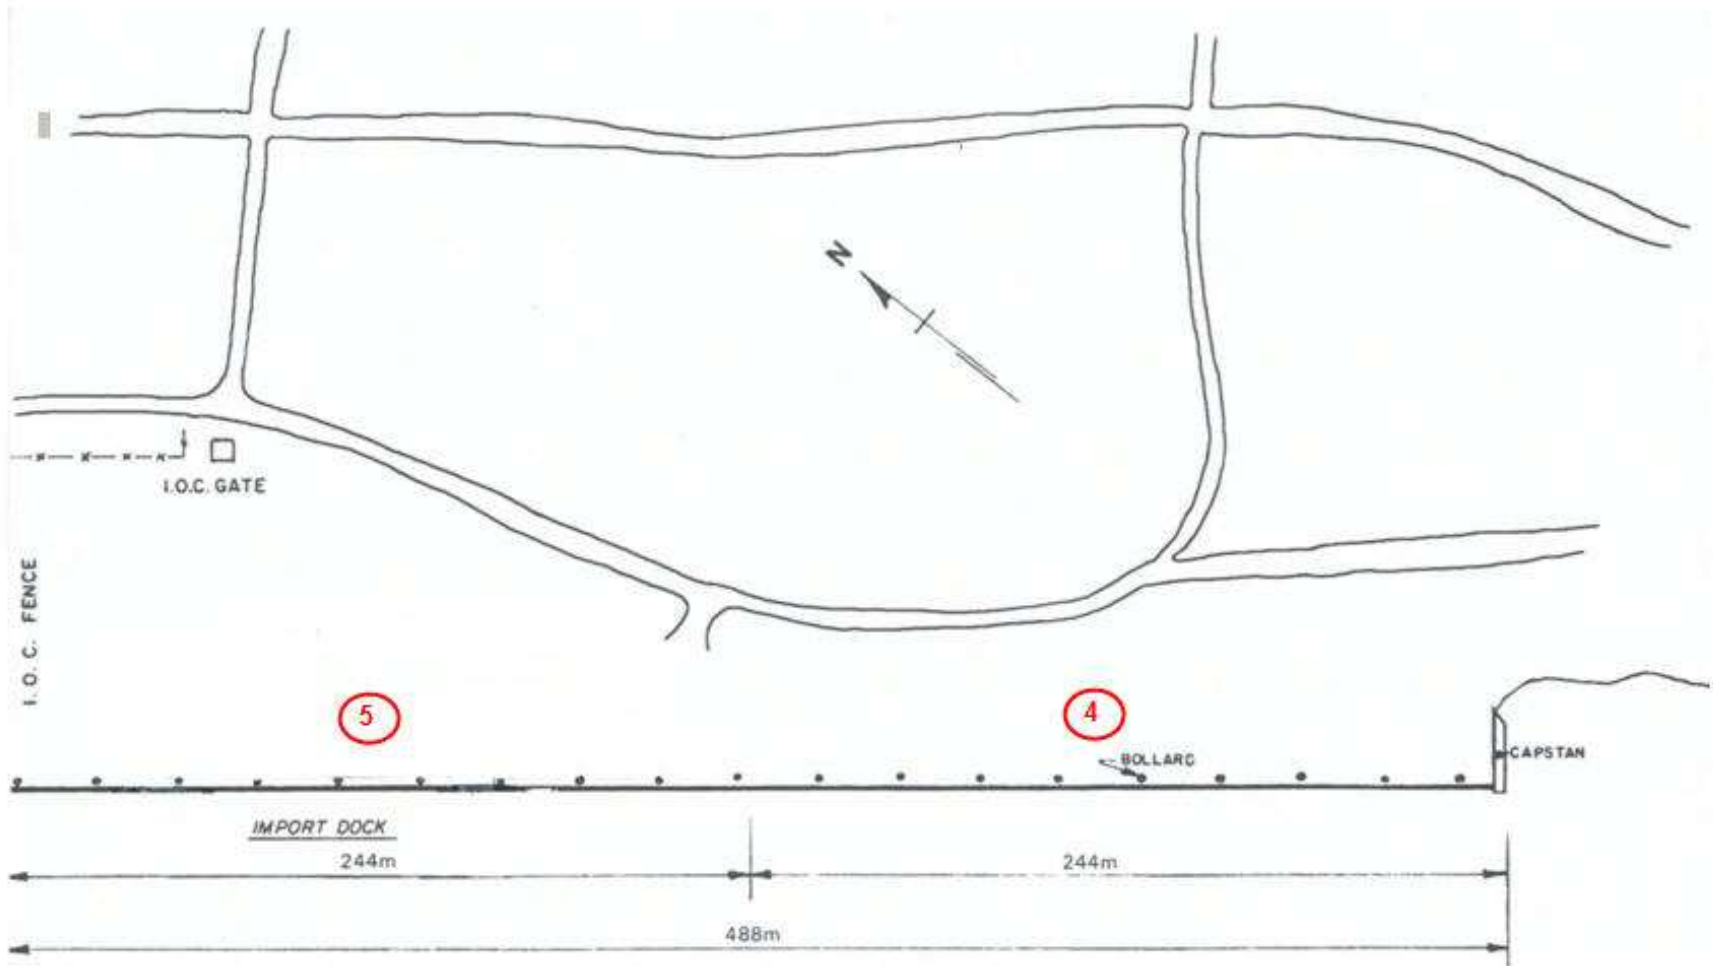 N
I.O.C. GATE
I.O.C. FENCE
5
4
BOLLARC
CAPSTAN
IMPORT DOCK
244m
244m
488m